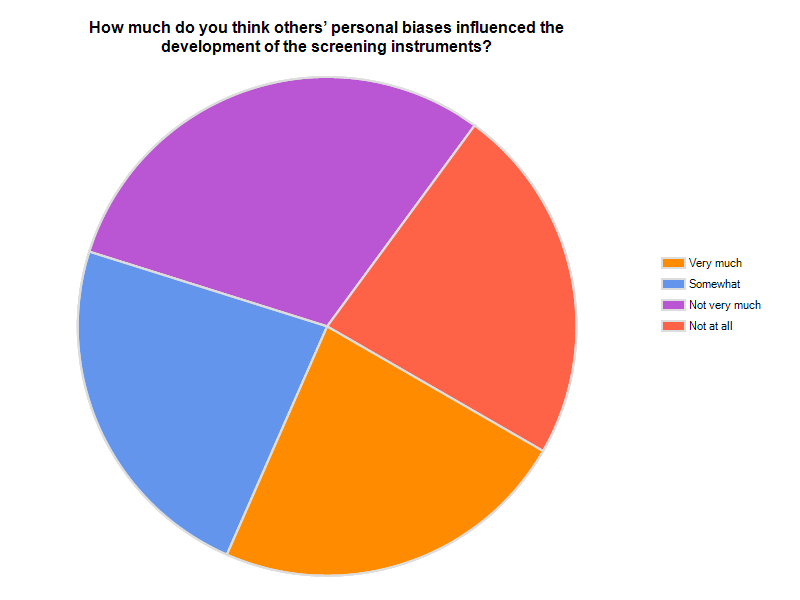 How much do you think others’ personal biases influenced the
development of the screening instruments?
Very much
Somewhat
Not very much
Not at all